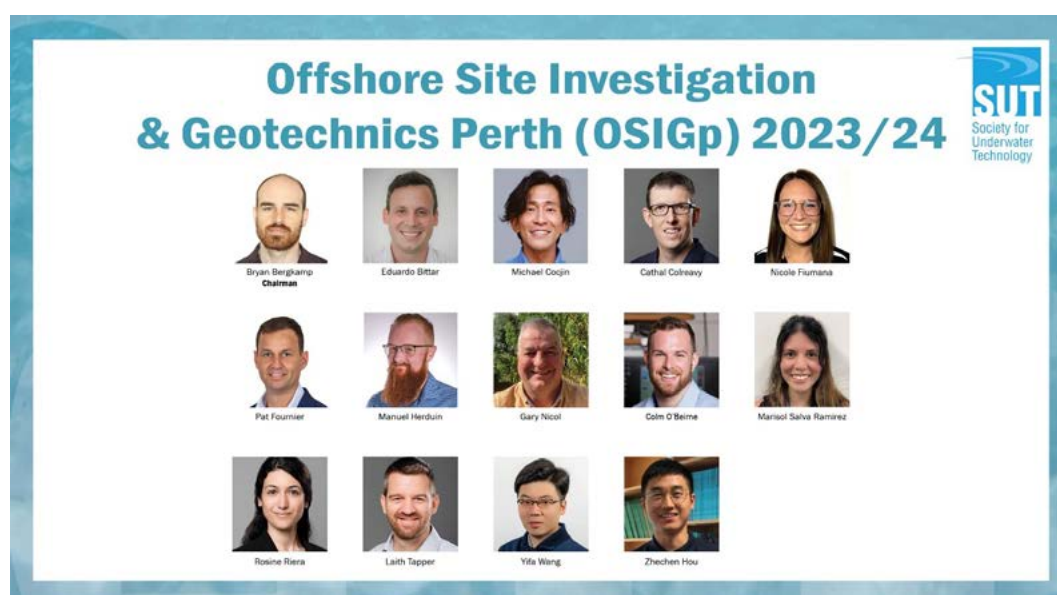 Offshore Site Investigation
& Geotechnics Perth (OSIGp) 2023/24
SUT
Society for
Underwater
Technology
Bryan Bergkamp
Chairman
Eduardo Bittar
Michael Cocjin
Cathal Colreavy
Nicole Fiumana
Pat Fournier
Manuel Herduin
Gary Nicol
Colm O'Beirne
Marisol Salva Ramirez
Rosine Riera
Laith Tapper
Yifa Wang
Zhechen Hou